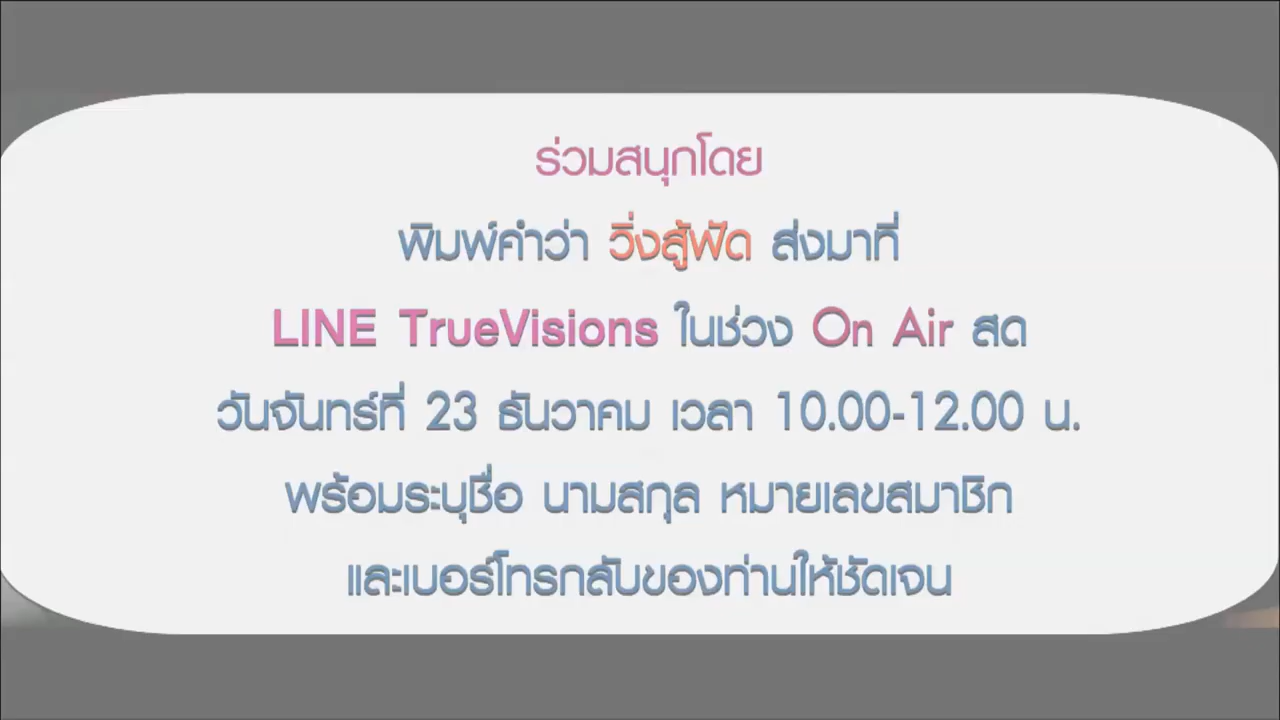 ร่วมสนุกโดย
พิมพ์คำว่า วิ่งสู้ฟัด ส่งมาที่
LINE TrueVisions ในช่วง On Air สด
วันจันทร์ที่ 23 ธันวาคม เวลา 10.00-12.00 น.
พร้อมระบุชื่อ นามสกุล หมายเลขสมาชิก
และเบอร์โทรกลับของท่านให้ชัดเจน